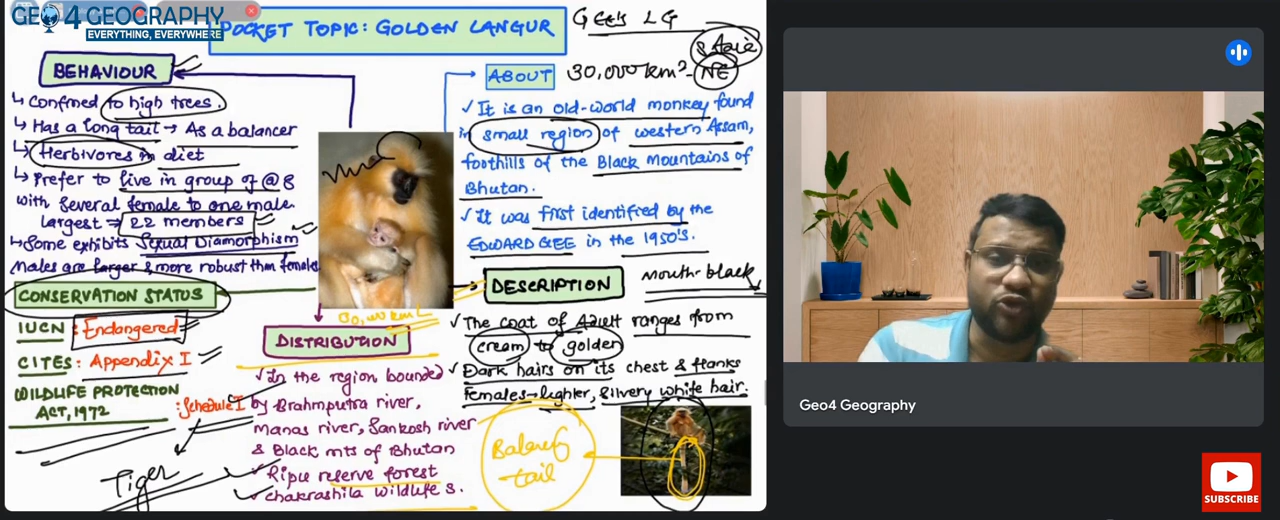 GEO 4 GEOGRAPHY
EVERYTHING, EVERYWHERE
POCKET TOPIC: GOLDEN LANGUR
GEE'S LG
BEHAVIOUR
↳ Confined to high trees.
↳ Has a long tail → As a balancer
↳ Herbivores in diet
↳ Prefer to live in group of @ 8
with several female to one male.
largest → 22 members
↳ Some exhibits Sexual Diamorphism
Males are larger & more robust than females
CONSERVATION STATUS
IUCN : Endangered
CITES : Appendix I
WILDLIFE PROTECTION
ACT, 1972 : Schedule I
Tiger
ABOUT
30,000 km² - NE
✓ It is an old-world monkey found
in small region of western Assam,
foothills of the Black Mountains of
Bhutan.
✓ It was first identified by the
EDWARD GEE in the 1950's.
DESCRIPTION
mouth-black
✓ The coat of Adult ranges from
cream to golden
✓ Dark hairs on its chest & flanks
Females → lighter, silvery white hair.
DISTRIBUTION
✓ In the region bounded
by Brahmputra river,
manas river, Sankosh river
& Black mts of Bhutan
✓ Ripu reserve forest
✓ Chakrashila wildlife S.
tail
Geo4 Geography
SUBSCRIBE